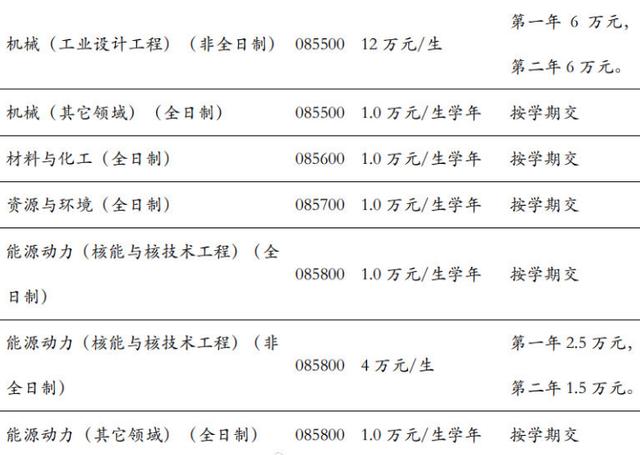 第一年 6 万元，
机械（工业设计工程）（非全日制） 085500 12 万元/生
第二年 6 万元。
机械（其它领域）（全日制） 085500 1.0 万元/生学年 按学期交
材料与化工（全日制） 085600 1.0 万元/生学年 按学期交
资源与环境（全日制） 085700 1.0 万元/生学年 按学期交
能源动力（核能与核技术工程）（全
085800 1.0 万元/生学年 按学期交
日制）
能源动力（核能与核技术工程）（非 第一年 2.5 万元，
085800 4 万元/生
全日制） 第二年 1.5 万元。
能源动力（其它领域）（全日制） 085800 1.0 万元/生学年 按学期交